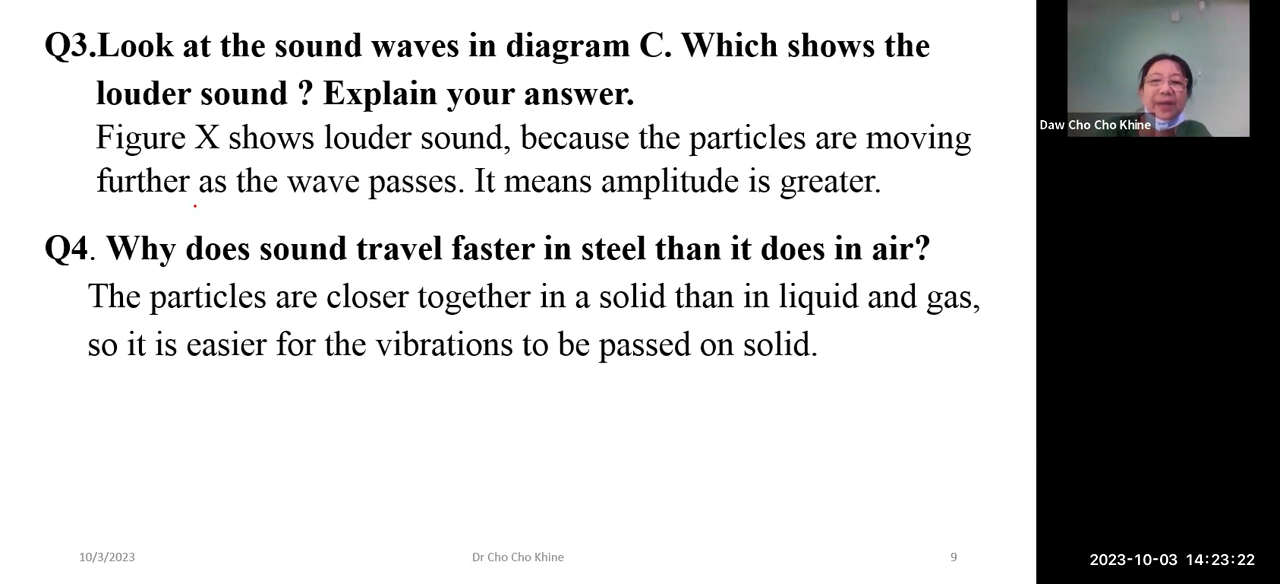 Q3.Look at the sound waves in diagram C. Which shows the
louder sound ? Explain your answer.
Figure X shows louder sound, because the particles are moving
further as the wave passes. It means amplitude is greater.
Q4. Why does sound travel faster in steel than it does in air?
The particles are closer together in a solid than in liquid and gas,
so it is easier for the vibrations to be passed on solid.
10/3/2023
Dr Cho Cho Khine
9
Daw Cho Cho Khine
2023-10-03 14:23:22